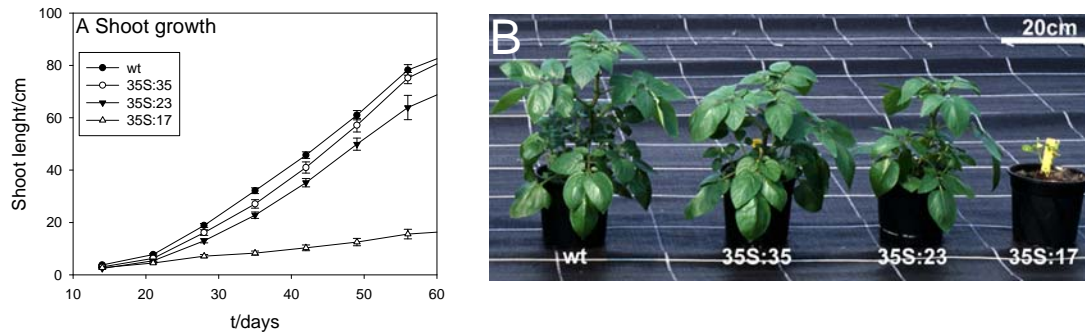 A Shoot growth
wt
35S:35
35S:23
35S:17
Shoot lenght/cm
100
80
60
40
20
0
10 20 30 40 50 60
t/days
B
20cm
wt 35S:35 35S:23 35S:17